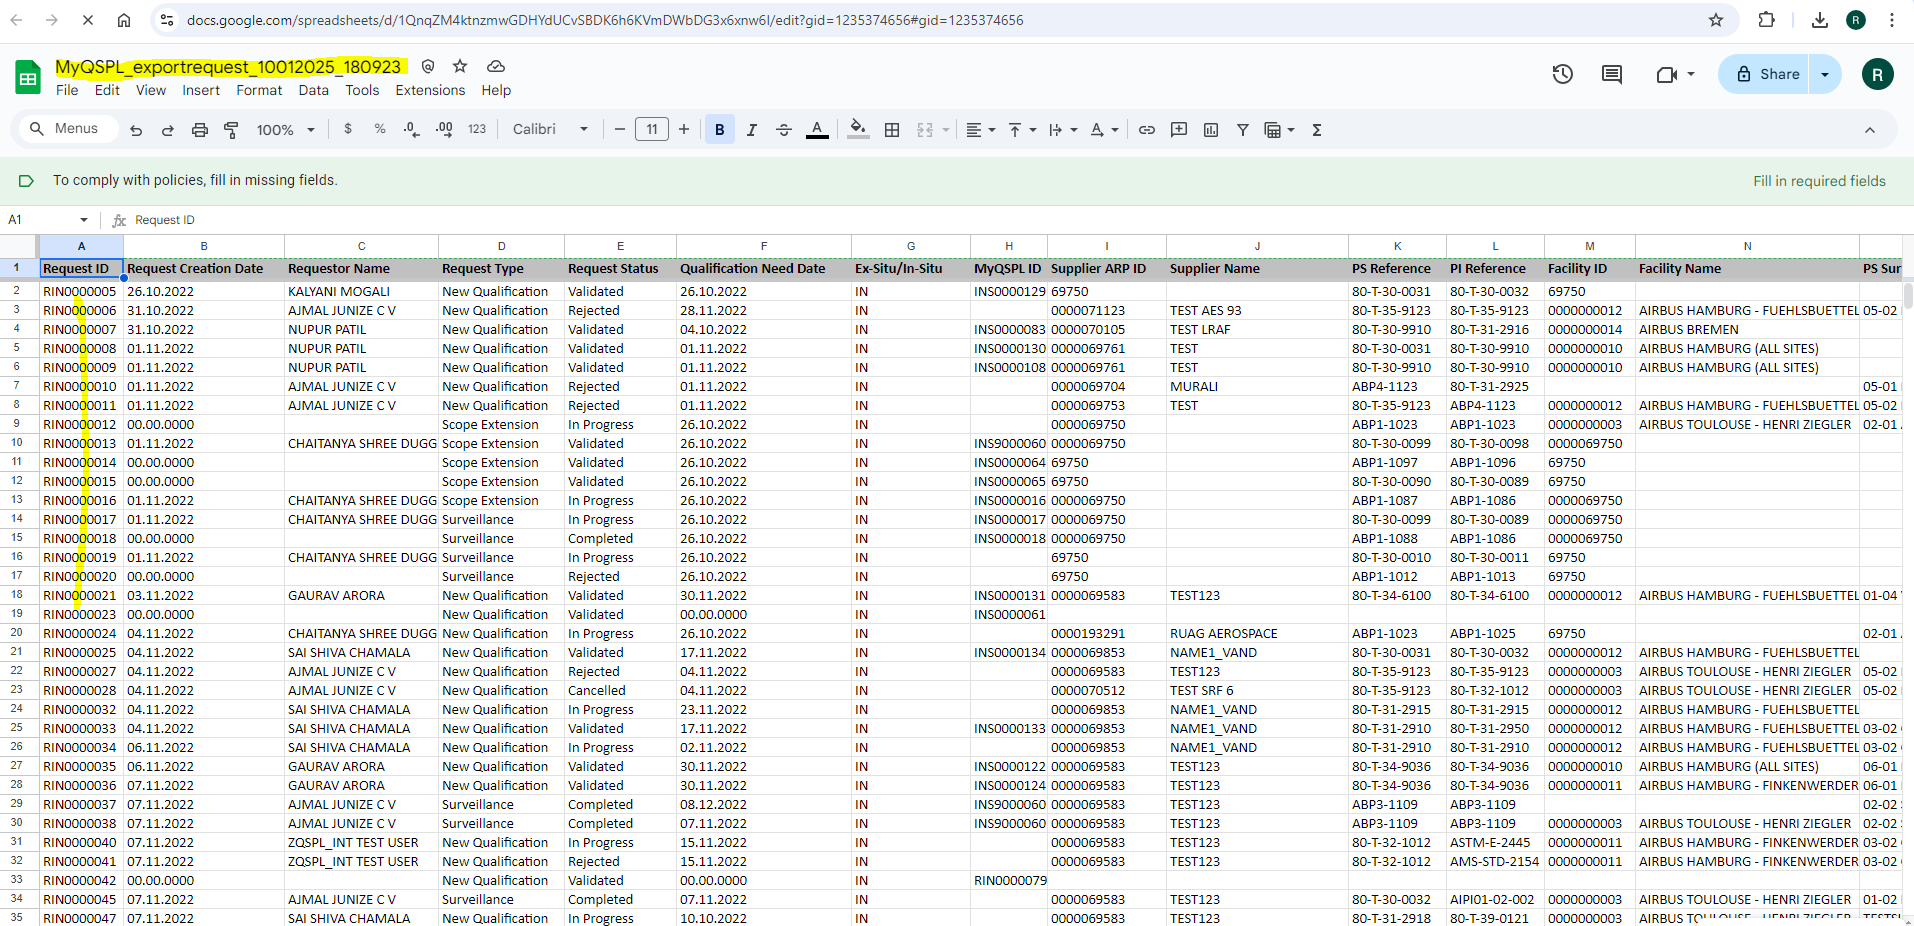 docs.google.com/spreadsheets/d/1QnqZM4ktnzmwGDHYdUCvSBDK6h6KVmDWbDG3x6xnw6I/edit?gid=1235374656#gid=1235374656 R
MyQSPL_exportrequest_10012025_180923
File Edit View Insert Format Data Tools Extensions Help Share R
Menus 100% $ % .0 .00 123 Calibri 11 B I A A
To comply with policies, fill in missing fields. Fill in required fields
A1 fx Request ID
A B C D E F G H I J K L M N
1 Request ID Request Creation Date Requestor Name Request Type Request Status Qualification Need Date Ex-Situ/In-Situ MyQSPL ID Supplier ARP ID Supplier Name PS Reference PI Reference Facility ID Facility Name PS Sur
2 RIN0000005 26.10.2022 KALYANI MOGALI New Qualification Validated 26.10.2022 IN INS0000129 69750 80-T-30-0031 80-T-30-0032 69750
3 RIN0000006 31.10.2022 AJMAL JUNIZE C V New Qualification Rejected 28.11.2022 IN 0000071123 TEST AES 93 80-T-35-9123 80-T-35-9123 0000000012 AIRBUS HAMBURG - FUEHLSBUETTEL 05-02
4 RIN0000007 31.10.2022 NUPUR PATIL New Qualification Validated 04.10.2022 IN INS0000083 0000070105 TEST LRAF 80-T-30-9910 80-T-31-2916 0000000014 AIRBUS BREMEN
5 RIN0000008 01.11.2022 NUPUR PATIL New Qualification Validated 01.11.2022 IN INS0000130 0000069761 TEST 80-T-30-0031 80-T-30-9910 0000000010 AIRBUS HAMBURG (ALL SITES)
6 RIN0000009 01.11.2022 NUPUR PATIL New Qualification Validated 01.11.2022 IN INS0000108 0000069761 TEST 80-T-30-9910 80-T-30-9910 0000000010 AIRBUS HAMBURG (ALL SITES)
7 RIN0000010 01.11.2022 AJMAL JUNIZE C V New Qualification Rejected 01.11.2022 IN 0000069704 MURALI ABP4-1123 80-T-31-2925 05-01
8 RIN0000011 01.11.2022 AJMAL JUNIZE C V New Qualification Rejected 01.11.2022 IN 0000069753 TEST 80-T-35-9123 ABP4-1123 0000000012 AIRBUS HAMBURG - FUEHLSBUETTEL 05-02
9 RIN0000012 00.00.0000 Scope Extension In Progress 26.10.2022 IN 0000069750 ABP1-1023 ABP1-1023 0000000003 AIRBUS TOULOUSE - HENRI ZIEGLER 02-01
10 RIN0000013 01.11.2022 CHAITANYA SHREE DUGG Scope Extension Validated 26.10.2022 IN INS9000060 0000069750 80-T-30-0099 80-T-30-0098 0000069750
11 RIN0000014 00.00.0000 Scope Extension Validated 26.10.2022 IN INS0000064 69750 ABP1-1097 ABP1-1096 69750
12 RIN0000015 00.00.0000 Scope Extension Validated 26.10.2022 IN INS0000065 69750 80-T-30-0090 80-T-30-0089 69750
13 RIN0000016 01.11.2022 CHAITANYA SHREE DUGG Scope Extension In Progress 26.10.2022 IN INS0000016 0000069750 ABP1-1087 ABP1-1086 0000069750
14 RIN0000017 01.11.2022 CHAITANYA SHREE DUGG Surveillance In Progress 26.10.2022 IN INS0000017 0000069750 80-T-30-0099 80-T-30-0089 0000069750
15 RIN0000018 00.00.0000 Surveillance Completed 26.10.2022 IN INS0000018 0000069750 ABP1-1088 ABP1-1086 0000069750
16 RIN0000019 01.11.2022 CHAITANYA SHREE DUGG Surveillance In Progress 26.10.2022 IN 69750 80-T-30-0010 80-T-30-0011 69750
17 RIN0000020 00.00.0000 Surveillance Rejected 26.10.2022 IN 69750 ABP1-1012 ABP1-1013 69750
18 RIN0000021 03.11.2022 GAURAV ARORA New Qualification Validated 30.11.2022 IN INS0000131 0000069583 TEST123 80-T-34-6100 80-T-34-6100 0000000012 AIRBUS HAMBURG - FUEHLSBUETTEL 01-04
19 RIN0000023 00.00.0000 New Qualification Validated 00.00.0000 IN INS0000061
20 RIN0000024 04.11.2022 CHAITANYA SHREE DUGG New Qualification In Progress 26.10.2022 IN 0000193291 RUAG AEROSPACE ABP1-1023 ABP1-1025 69750 02-01
21 RIN0000025 04.11.2022 SAI SHIVA CHAMALA New Qualification Validated 17.11.2022 IN INS0000134 0000069853 NAME1_VAND 80-T-30-0031 80-T-30-0032 0000000012 AIRBUS HAMBURG - FUEHLSBUETTEL
22 RIN0000027 04.11.2022 AJMAL JUNIZE C V New Qualification Rejected 04.11.2022 IN 0000069583 TEST123 80-T-35-9123 80-T-35-9123 0000000003 AIRBUS TOULOUSE - HENRI ZIEGLER 05-02
23 RIN0000028 04.11.2022 AJMAL JUNIZE C V New Qualification Cancelled 04.11.2022 IN 0000070512 TEST SRF 6 80-T-35-9123 80-T-32-1012 0000000003 AIRBUS TOULOUSE - HENRI ZIEGLER 05-02
24 RIN0000032 04.11.2022 SAI SHIVA CHAMALA New Qualification In Progress 23.11.2022 IN 0000069853 NAME1_VAND 80-T-31-2915 80-T-31-2915 0000000012 AIRBUS HAMBURG - FUEHLSBUETTEL
25 RIN0000033 04.11.2022 SAI SHIVA CHAMALA New Qualification Validated 17.11.2022 IN INS0000133 0000069853 NAME1_VAND 80-T-31-2910 80-T-31-2950 0000000012 AIRBUS HAMBURG - FUEHLSBUETTEL 03-02
26 RIN0000034 06.11.2022 SAI SHIVA CHAMALA New Qualification In Progress 02.11.2022 IN 0000069853 NAME1_VAND 80-T-31-2910 80-T-31-2910 0000000012 AIRBUS HAMBURG - FUEHLSBUETTEL 03-02
27 RIN0000035 06.11.2022 GAURAV ARORA New Qualification Validated 30.11.2022 IN INS0000122 0000069583 TEST123 80-T-34-9036 80-T-34-9036 0000000010 AIRBUS HAMBURG (ALL SITES) 06-01
28 RIN0000036 07.11.2022 GAURAV ARORA New Qualification Validated 30.11.2022 IN INS0000124 0000069583 TEST123 80-T-34-9036 80-T-34-9036 0000000011 AIRBUS HAMBURG - FINKENWERDER 06-01
29 RIN0000037 07.11.2022 AJMAL JUNIZE C V Surveillance Completed 08.12.2022 IN INS9000060 0000069583 TEST123 ABP3-1109 ABP3-1109 02-02
30 RIN0000038 07.11.2022 AJMAL JUNIZE C V Surveillance Completed 07.11.2022 IN INS9000060 0000069583 TEST123 ABP3-1109 ABP3-1109 0000000003 AIRBUS TOULOUSE - HENRI ZIEGLER 02-02
31 RIN0000040 07.11.2022 ZQSPL_INT TEST USER New Qualification In Progress 15.11.2022 IN 0000069583 TEST123 80-T-32-1012 ASTM-E-2445 0000000011 AIRBUS HAMBURG - FINKENWERDER 03-02
32 RIN0000041 07.11.2022 ZQSPL_INT TEST USER New Qualification Rejected 15.11.2022 IN 0000069583 TEST123 80-T-32-1012 AMS-STD-2154 0000000011 AIRBUS HAMBURG - FINKENWERDER 03-02
33 RIN0000042 00.00.0000 New Qualification Validated 00.00.0000 IN RIN0000079
34 RIN0000045 07.11.2022 AJMAL JUNIZE C V Surveillance Completed 07.11.2022 IN 0000069583 TEST123 80-T-30-0032 AIPI01-02-002 0000000003 AIRBUS TOULOUSE - HENRI ZIEGLER 01-02
35 RIN0000047 07.11.2022 SAI SHIVA CHAMALA New Qualification In Progress 10.10.2022 IN 0000069583 TEST123 80-T-31-2918 80-T-39-0121 0000000003 AIRBUS TOULOUSE - HENRI ZIEGLER